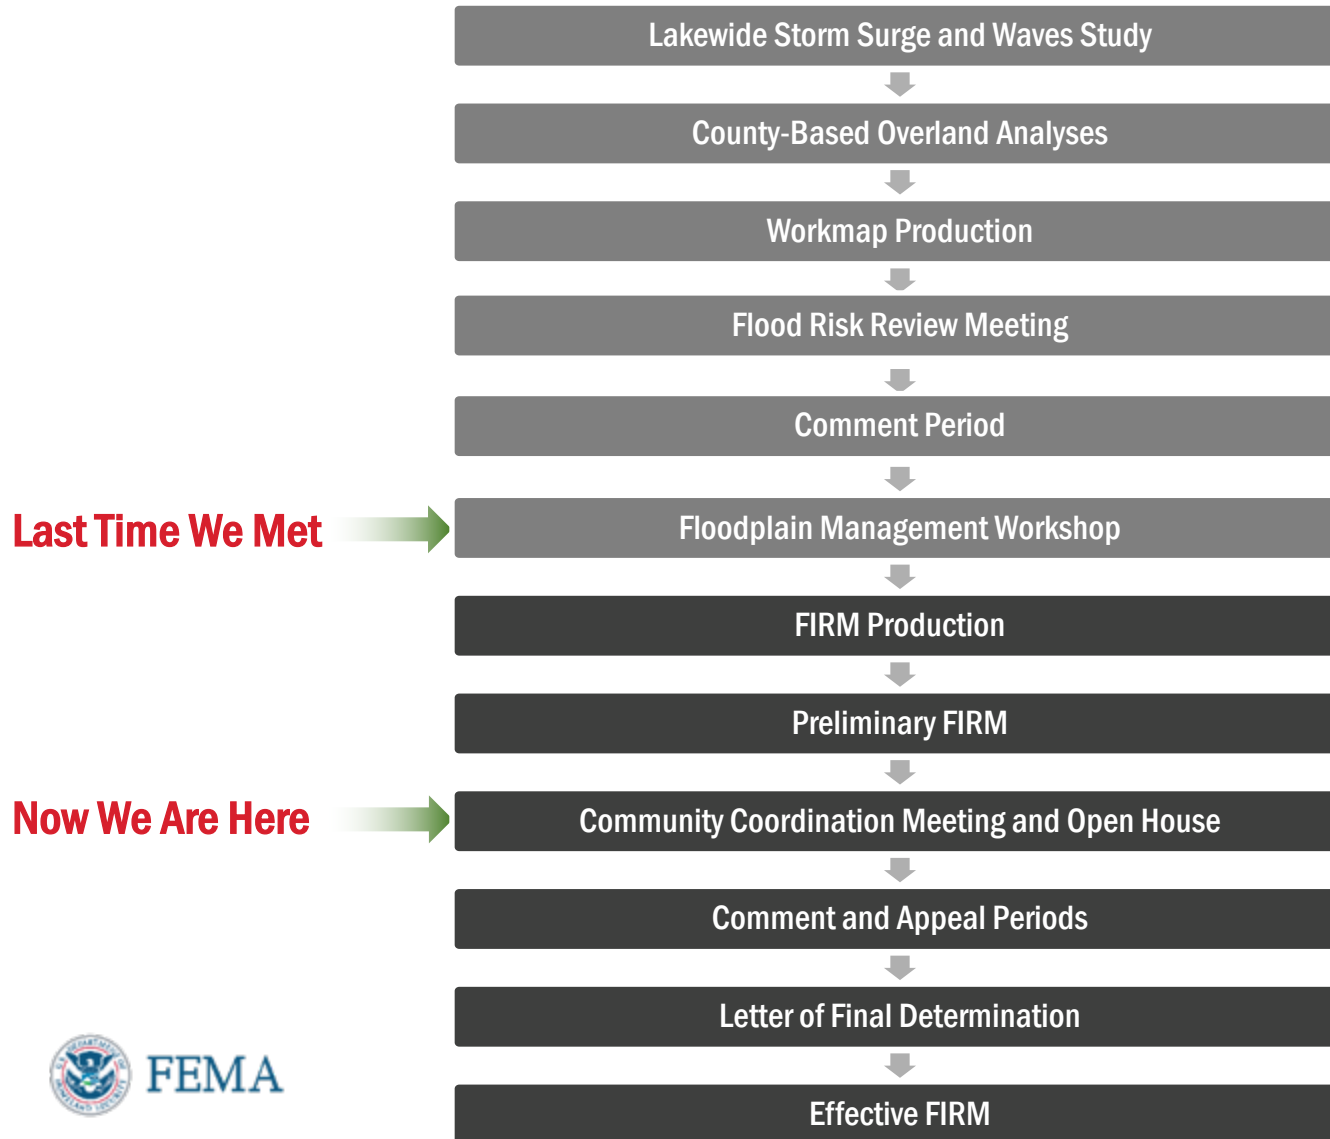 Lakewide Storm Surge and Waves Study
County-Based Overland Analyses
Workmap Production
Flood Risk Review Meeting
Comment Period
Last Time We Met
Floodplain Management Workshop
FIRM Production
Preliminary FIRM
Now We Are Here
Community Coordination Meeting and Open House
Comment and Appeal Periods
Letter of Final Determination
FEMA
Effective FIRM